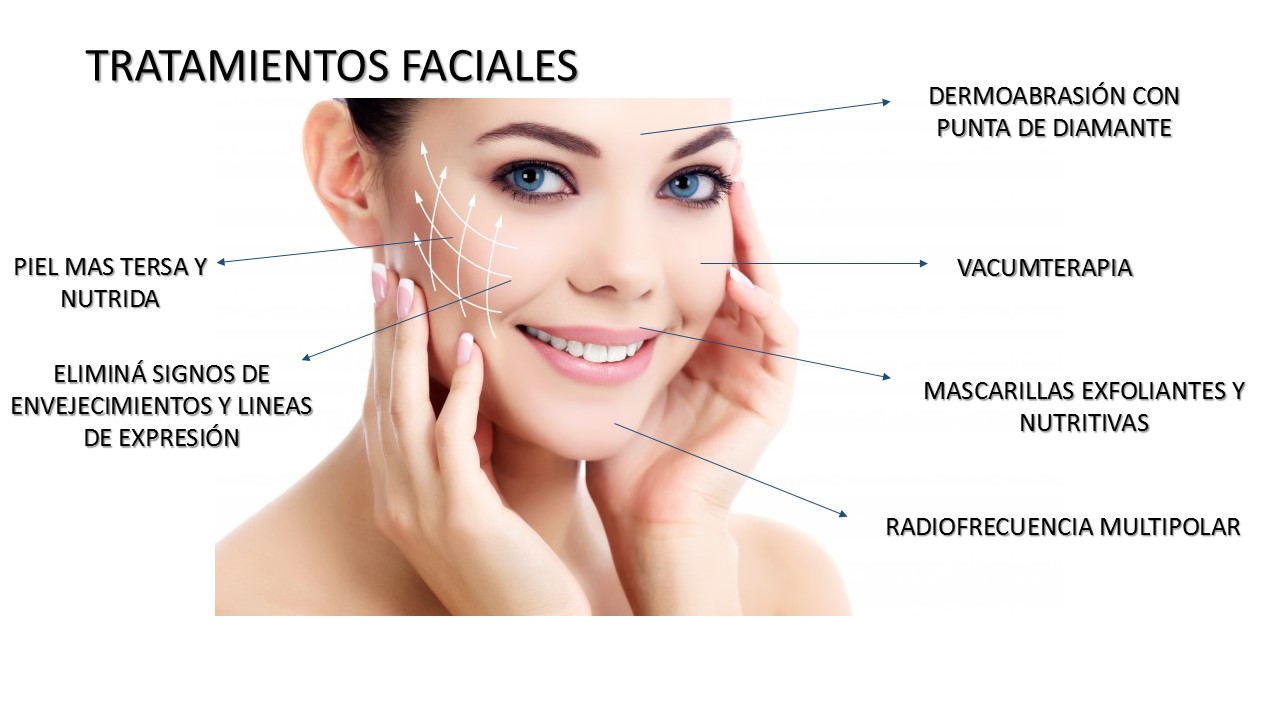 TRATAMIENTOS FACIALES
DERMOABRASIÓN CON
PUNTA DE DIAMANTE
PIEL MAS TERSA Y
NUTRIDA
VACUMTERAPIA
ELIMINÁ SIGNOS DE
ENVEJECIMIENTOS Y LINEAS
DE EXPRESIÓN
MASCARILLAS EXFOLIANTES Y
NUTRITIVAS
RADIOFRECUENCIA MULTIPOLAR